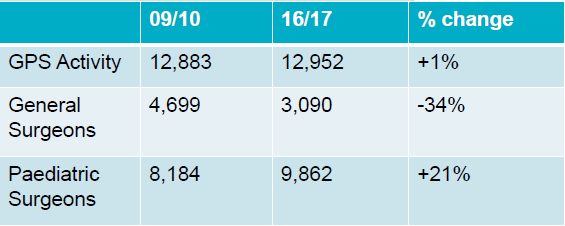 09/10 16/17 % change
GPS Activity 12,883 12,952 +1%
General 4,699 3,090 -34%
Surgeons
Paediatric 8,184 9,862 +21%
Surgeons